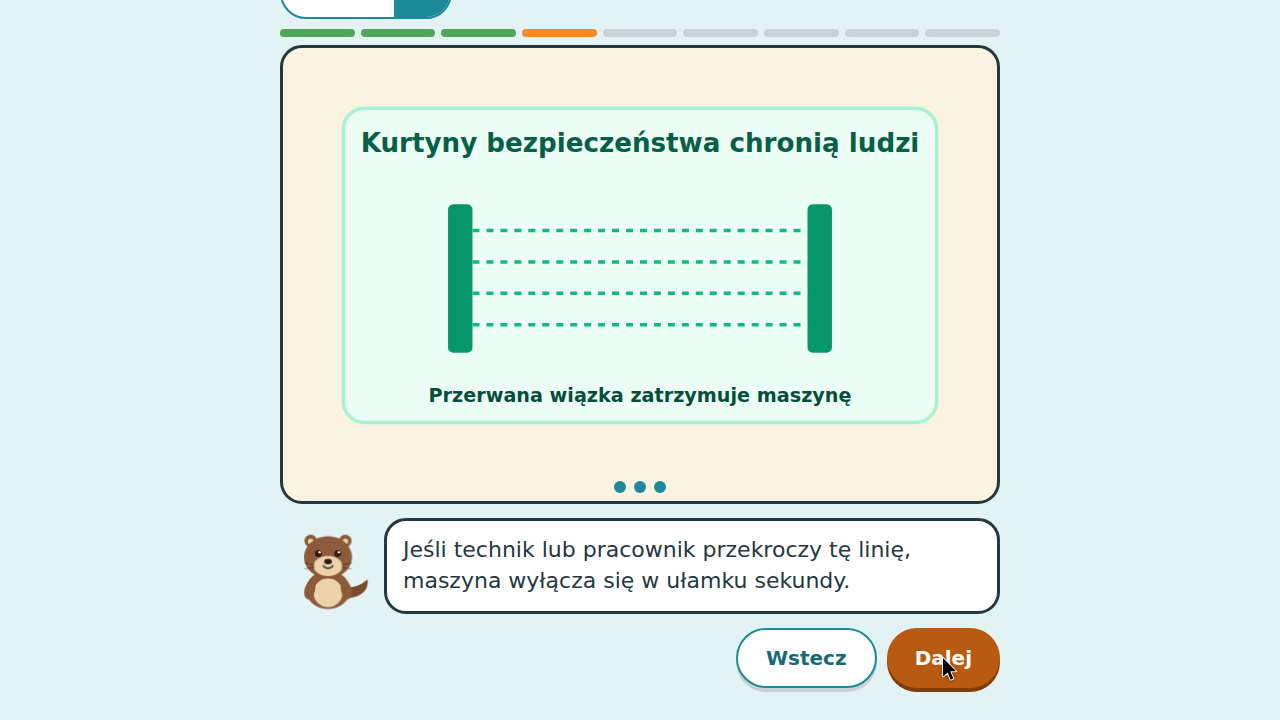 Kurtyny bezpieczeństwa chronią ludzi
Przerwana wiązka zatrzymuje maszynę
Jeśli technik lub pracownik przekroczy tę linię,
maszyna wyłącza się w ułamku sekundy.
Wstecz
Dalej